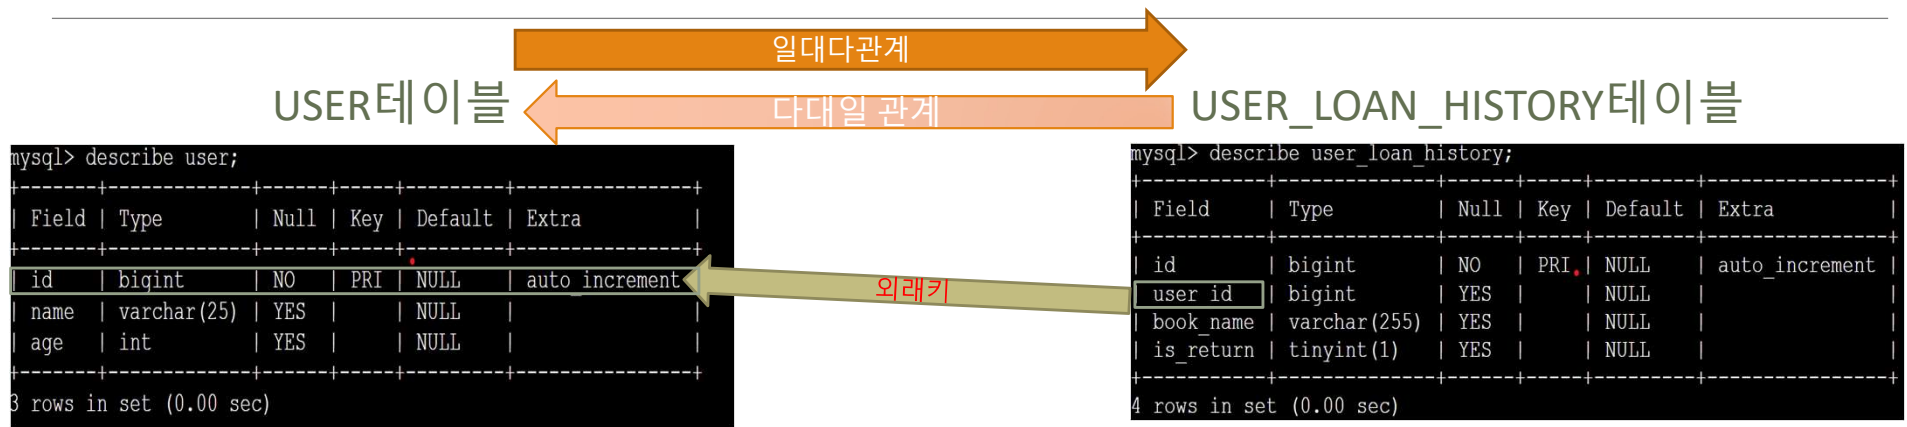 일대다관계
USER테이블
다대일 관계
USER_LOAN_HISTORY테이블
mysql> describe user;
+-------+-------------+------+-----+---------+----------------+
| Field | Type | Null | Key | Default | Extra |
+-------+-------------+------+-----+---------+----------------+
| id | bigint | NO | PRI | NULL | auto_increment
| name | varchar(25) | YES | | NULL | |
| age | int | YES | | NULL | |
+-------+-------------+------+-----+---------+----------------+
3 rows in set (0.00 sec)
외래키
mysql> describe user_loan_history;
+-----------+--------------+------+-----+---------+----------------+
| Field | Type | Null | Key | Default | Extra |
+-----------+--------------+------+-----+---------+----------------+
| id | bigint | NO | PRI | NULL | auto_increment |
| user_id | bigint | YES | | NULL | |
| book_name | varchar(255) | YES | | NULL | |
| is_return | tinyint(1) | YES | | NULL | |
+-----------+--------------+------+-----+---------+----------------+
4 rows in set (0.00 sec)